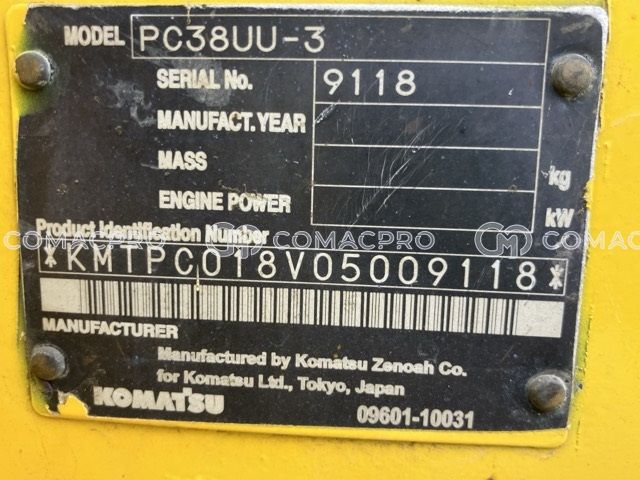 MODEL PC38UU-3
SERIAL No. 9118
MANUFACT.YEAR
MASS kg
ENGINE POWER kW
Product Identification Number
COMACPRO COMACPRO COMACPRO
*KMTPC018V05009118*
MANUFACTURER
Manufactured by Komatsu Zenoah Co.
for Komatsu Ltd., Tokyo, Japan
KOMATSU 09601-10031